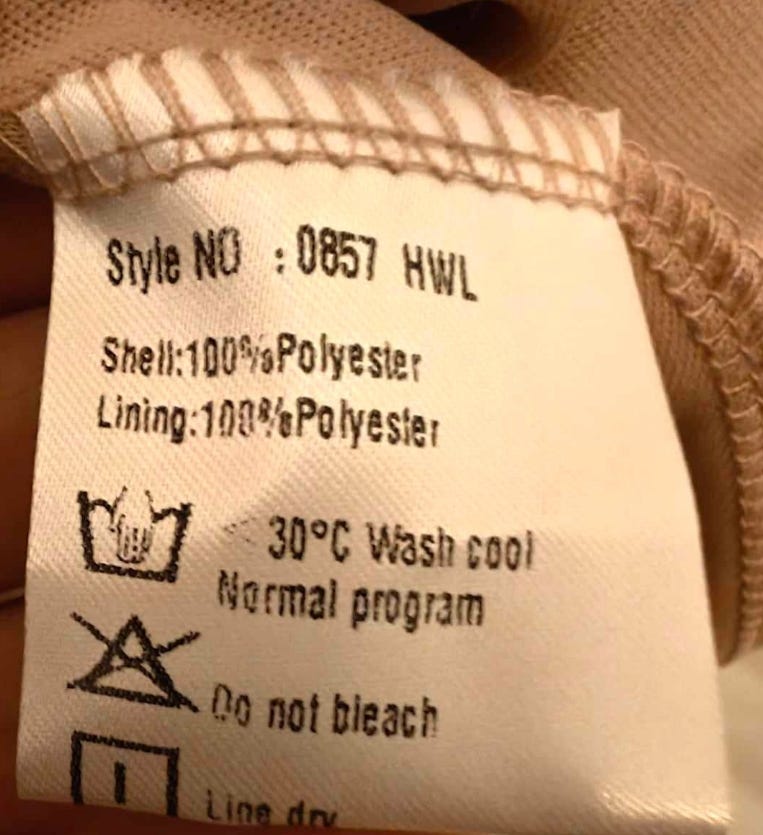 Style NO : 0857 HWL
Shell:100%Polyester
Lining:100%Polyester
30°C Wash cool
Normal program
Do not bleach
Line dry